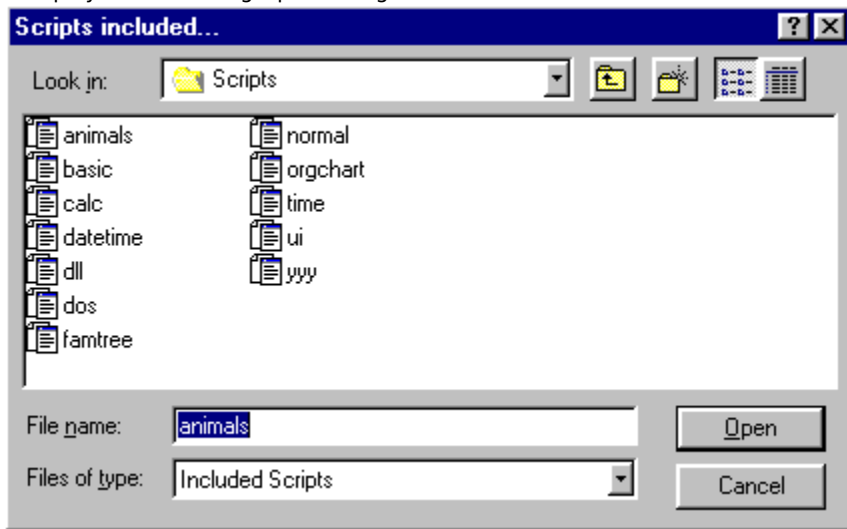 Scripts included...
Look in: Scripts
animals
basic
calc
datetime
dll
dos
famtree
normal
orgchart
time
ui
yyy
File name: animals Open
Files of type: Included Scripts Cancel